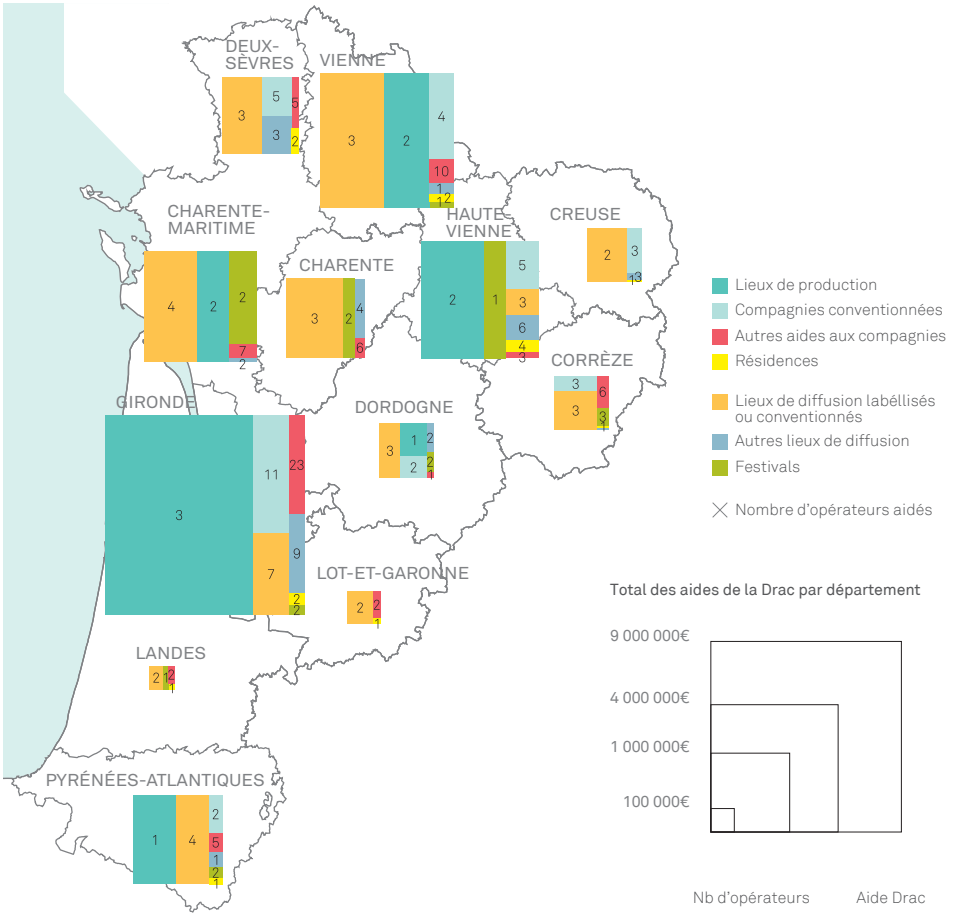 DEUX-
SÈVRES
5
3
5
3
2
VIENNE
3
2
4
10
1
2
1
CHARENTE-
MARITIME
4
2
2
7
2
CHARENTE
3
2
4
6
HAUTE-
VIENNE
2
1
5
3
6
4
3
CREUSE
2
3
3
1
CORRÈZE
3
3
6
3
1
GIRONDE
3
11
7
23
9
2
2
DORDOGNE
3
1
2
2
2
1
LOT-ET-GARONNE
2
2
1
LANDES
2
1
2
1
PYRÉNÉES-ATLANTIQUES
1
4
2
5
1
2
1
Lieux de production
Compagnies conventionnées
Autres aides aux compagnies
Résidences
Lieux de diffusion labéllisés
ou conventionnés
Autres lieux de diffusion
Festivals
Nombre d'opérateurs aidés
Total des aides de la Drac par département
9 000 000€
4 000 000€
1 000 000€
100 000€
Nb d'opérateurs Aide Drac